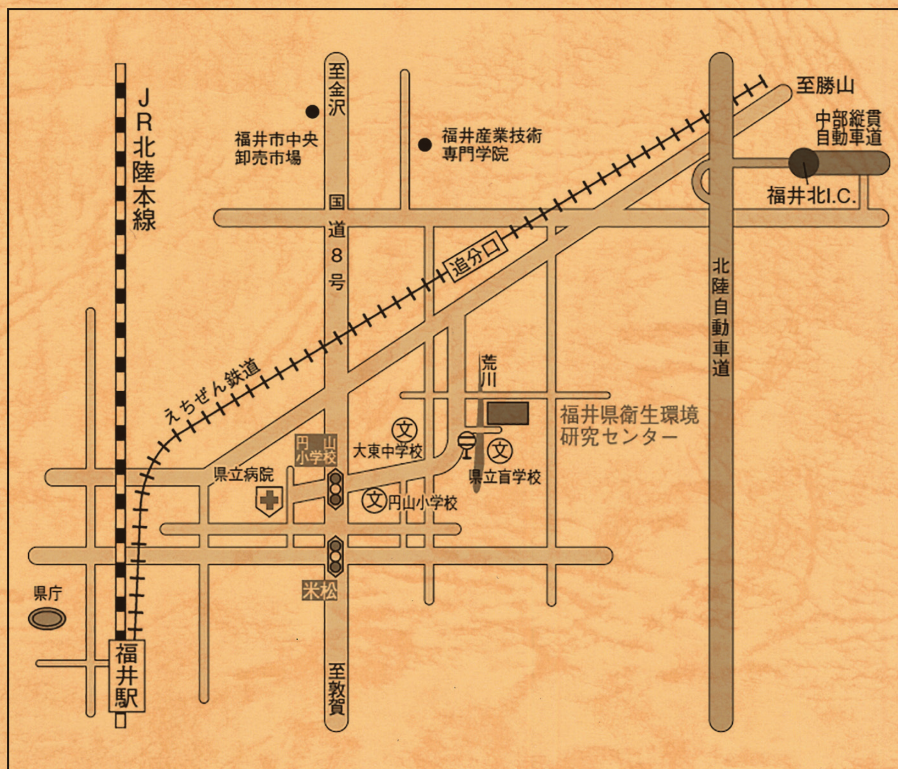 至金沢
JR北陸本線
福井市中央
卸売市場
福井産業技術
専門学院
至勝山
中部縦貫
自動車道
福井北I.C.
国道8号
追分口
北陸自動車道
えちぜん鉄道
荒川
福井県衛生環境
研究センター
円山
小学校
大東中学校
文
県立病院
文
県立盲学校
文
円山小学校
米松
県庁
福井駅
至敦賀